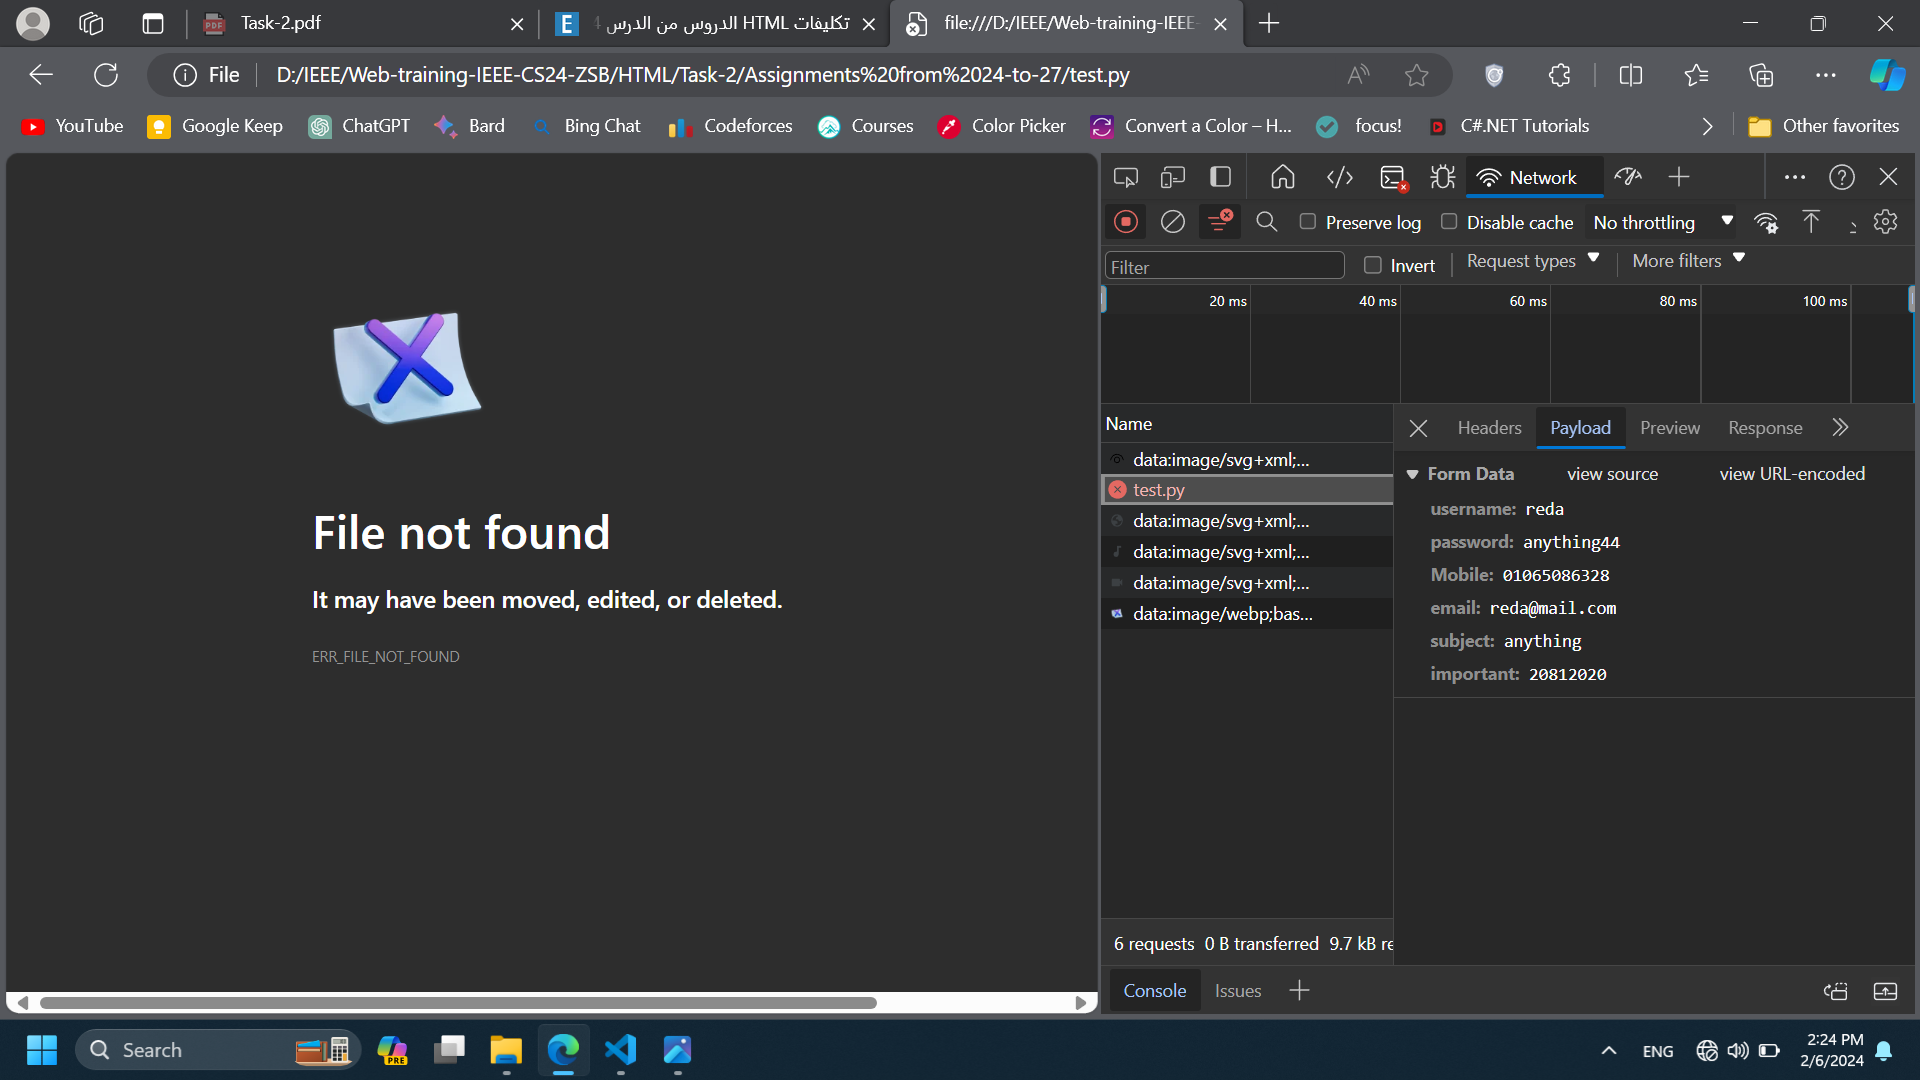 Task-2.pdf
تكليفات HTML الدروس من الدرس 4
file:///D:/IEEE/Web-training-IEEE-
File
D:/IEEE/Web-training-IEEE-CS24-ZSB/HTML/Task-2/Assignments%20from%2024-to-27/test.py
YouTube
Google Keep
ChatGPT
Bard
Bing Chat
Codeforces
Courses
Color Picker
Convert a Color – H...
focus!
C#.NET Tutorials
Other favorites
File not found
It may have been moved, edited, or deleted.
ERR_FILE_NOT_FOUND
Network
Preserve log
Disable cache
No throttling
Filter
Invert
Request types
More filters
20 ms
40 ms
60 ms
80 ms
100 ms
Name
data:image/svg+xml;...
test.py
data:image/svg+xml;...
data:image/svg+xml;...
data:image/svg+xml;...
data:image/webp;bas...
6 requests 0 B transferred 9.7 kB re
Headers
Payload
Preview
Response
Form Data
view source
view URL-encoded
username: reda
password: anything44
Mobile: 01065086328
email: reda@mail.com
subject: anything
important: 20812020
Console
Issues
Search
PRE
ENG
2:24 PM
2/6/2024